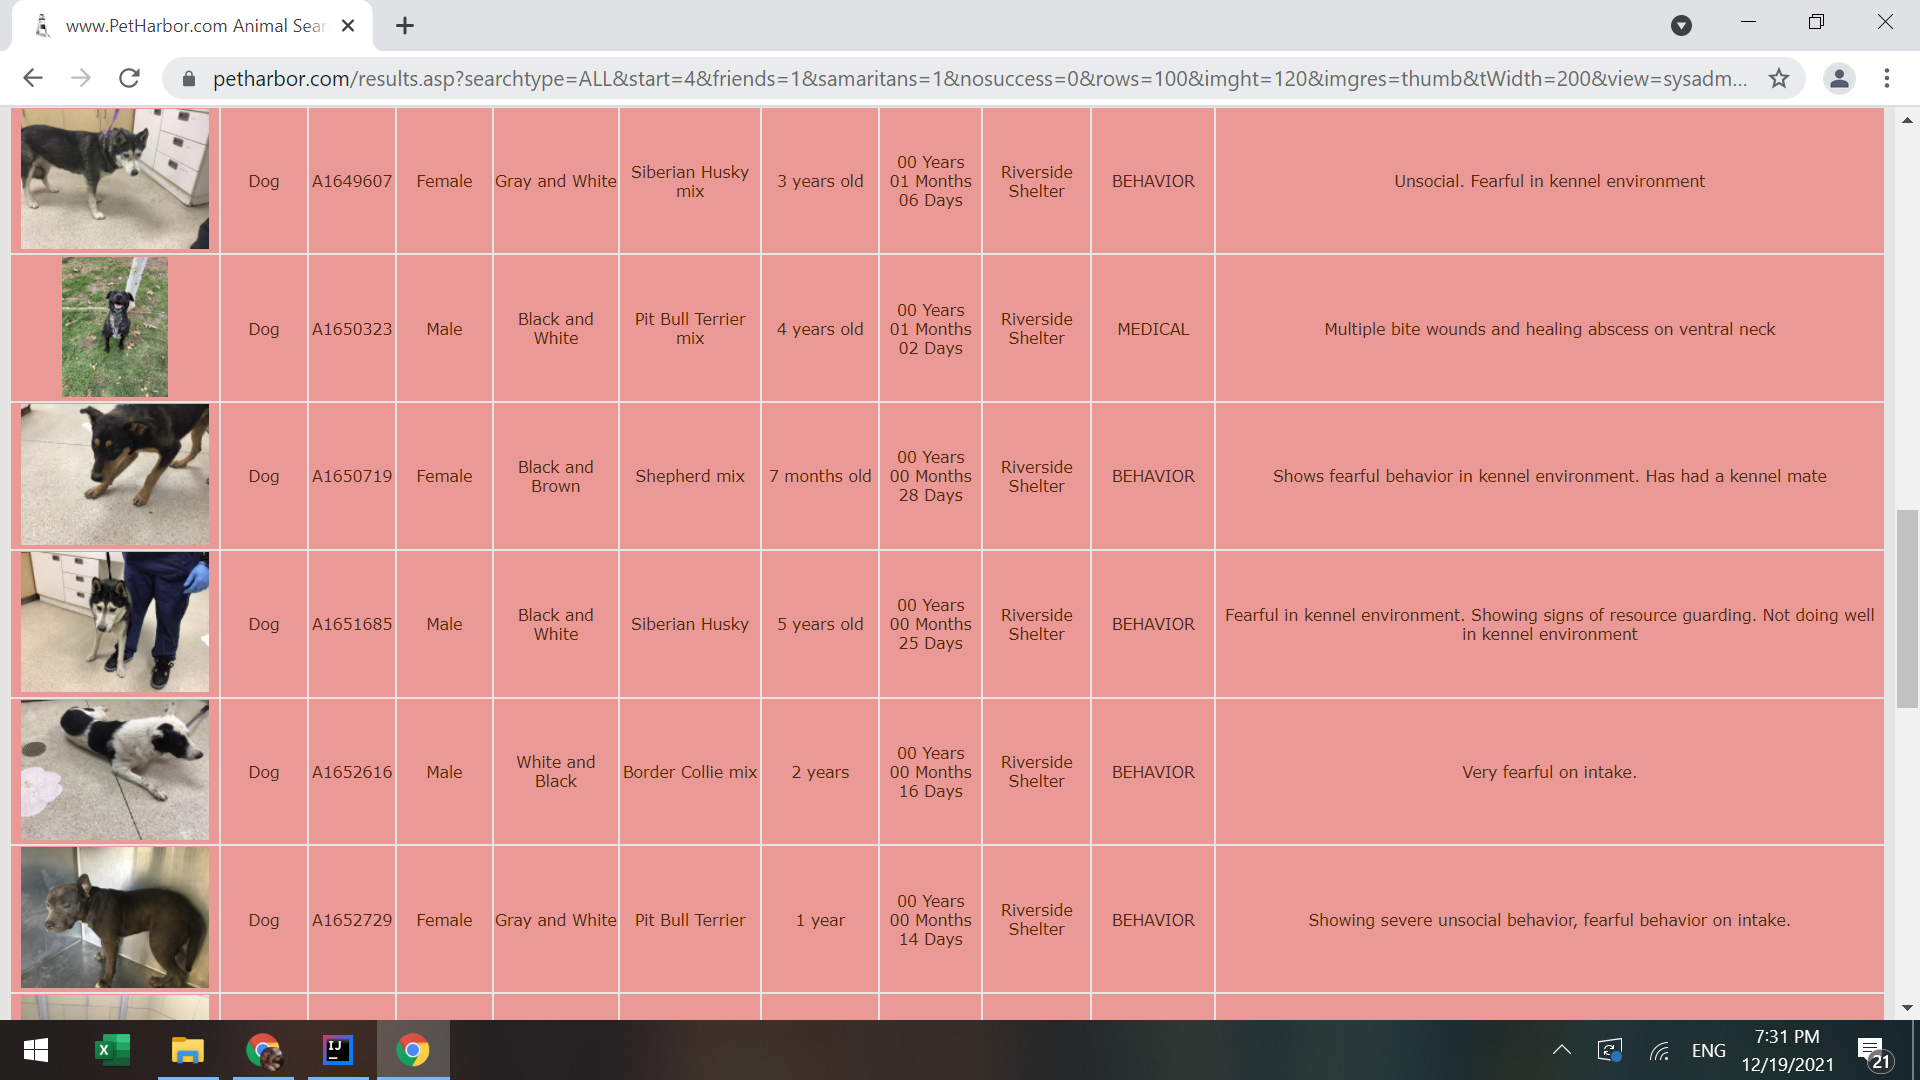 www.PetHarbor.com Animal Sear
petharbor.com/results.asp?searchtype=ALL&start=4&friends=1&samaritans=1&nosuccess=0&rows=100&imght=120&imgres=thumb&tWidth=200&view=sysadm...
Dog
A1649607
Female
Gray and White
Siberian Husky
mix
3 years old
00 Years
01 Months
06 Days
Riverside
Shelter
BEHAVIOR
Unsocial. Fearful in kennel environment
Dog
A1650323
Male
Black and
White
Pit Bull Terrier
mix
4 years old
00 Years
01 Months
02 Days
Riverside
Shelter
MEDICAL
Multiple bite wounds and healing abscess on ventral neck
Dog
A1650719
Female
Black and
Brown
Shepherd mix
7 months old
00 Years
00 Months
28 Days
Riverside
Shelter
BEHAVIOR
Shows fearful behavior in kennel environment. Has had a kennel mate
Dog
A1651685
Male
Black and
White
Siberian Husky
5 years old
00 Years
00 Months
25 Days
Riverside
Shelter
BEHAVIOR
Fearful in kennel environment. Showing signs of resource guarding. Not doing well
in kennel environment
Dog
A1652616
Male
White and
Black
Border Collie mix
2 years
00 Years
00 Months
16 Days
Riverside
Shelter
BEHAVIOR
Very fearful on intake.
Dog
A1652729
Female
Gray and White
Pit Bull Terrier
1 year
00 Years
00 Months
14 Days
Riverside
Shelter
BEHAVIOR
Showing severe unsocial behavior, fearful behavior on intake.
X
IJ
ENG
7:31 PM
12/19/2021
21